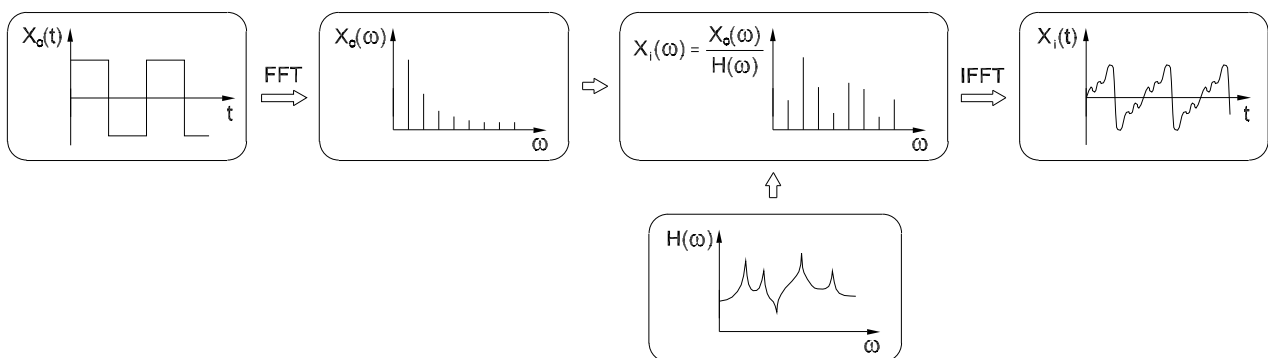 Xₒ(t)
t
FFT
Xₒ(ω)
ω
Xᵢ(ω) = Xₒ(ω) / H(ω)
ω
IFFT
Xᵢ(t)
t
H(ω)
ω